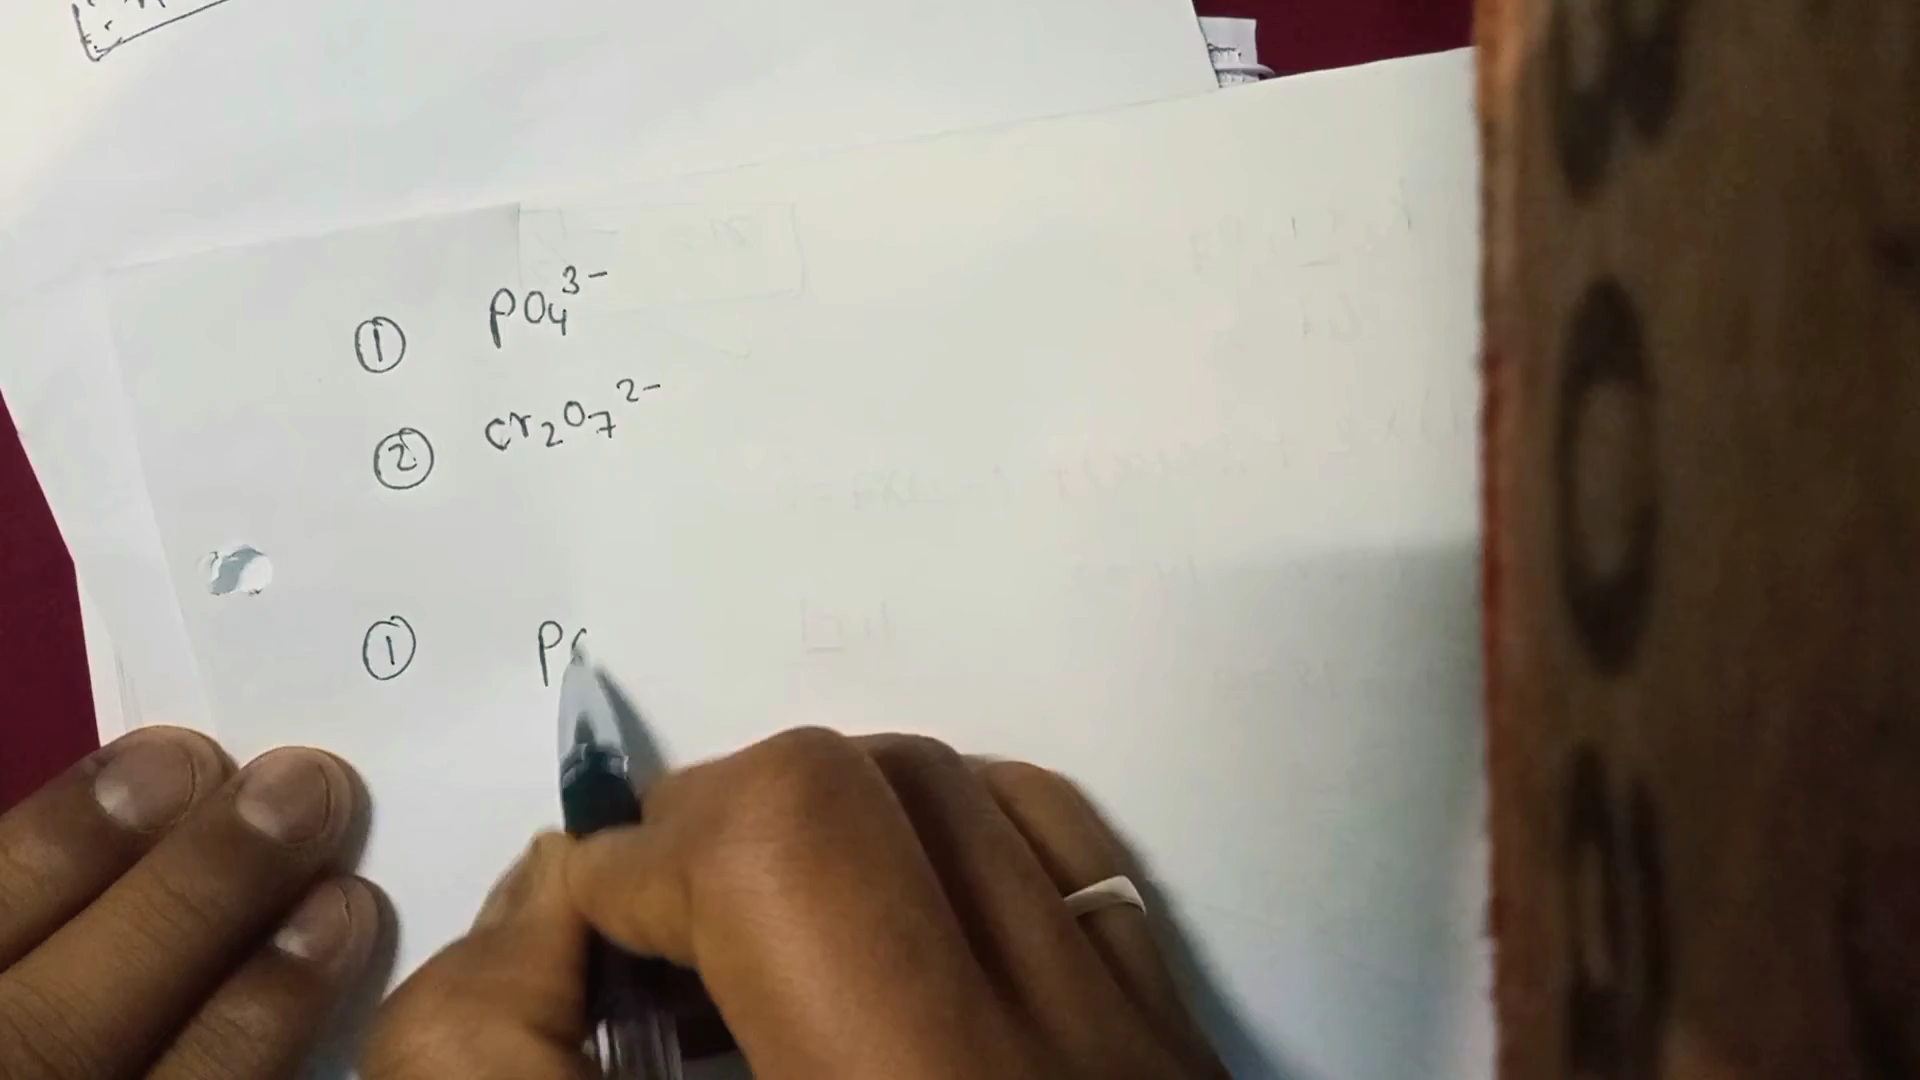 ① PO₄³⁻
② Cr₂O₇²⁻
① P